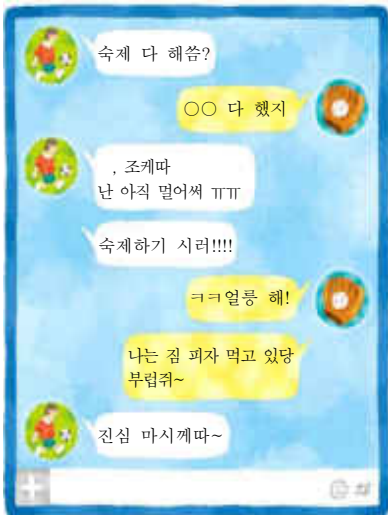 숙제 다 해씀?
○○ 다 했지
, 조케따
난 아직 멀어써 ㅠㅠ
숙제하기 시러!!!!
ㅋㅋ얼릉 해!
나는 짐 피자 먹고 있당
부럽쥐~
진심 마시께따~